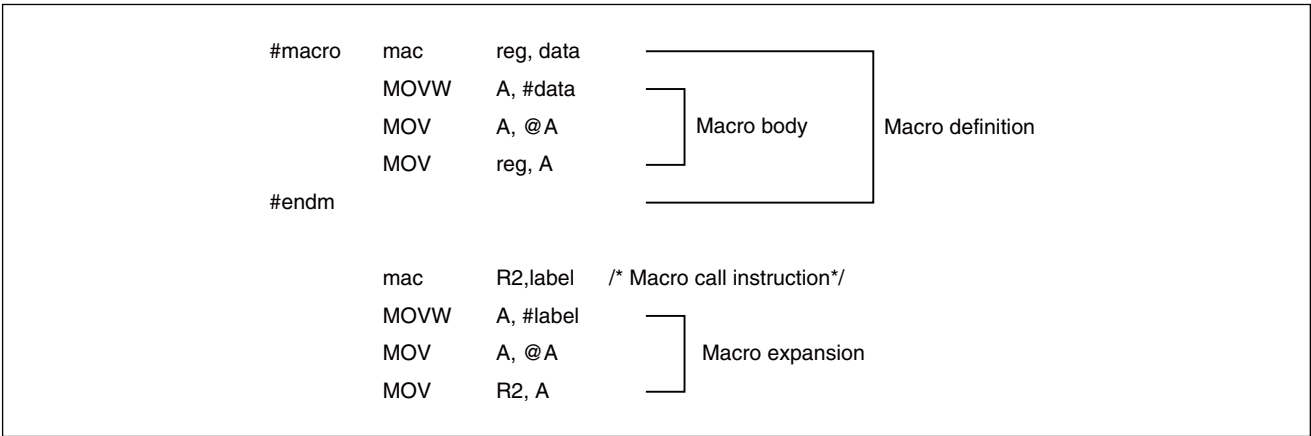 #macro mac reg, data
MOVW A, #data
MOV A, @A Macro body Macro definition
MOV reg, A
#endm
mac R2,label /* Macro call instruction*/
MOVW A, #label
MOV A, @A Macro expansion
MOV R2, A